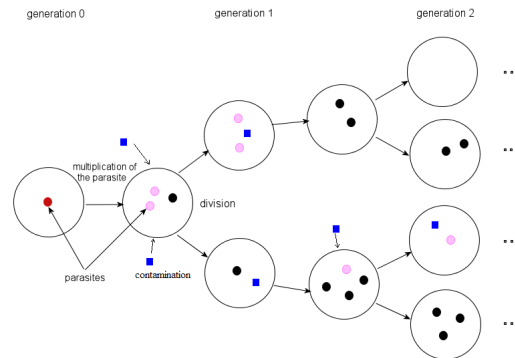 generation 0
generation 1
generation 2
multiplication of
the parasite
division
parasites
contamination